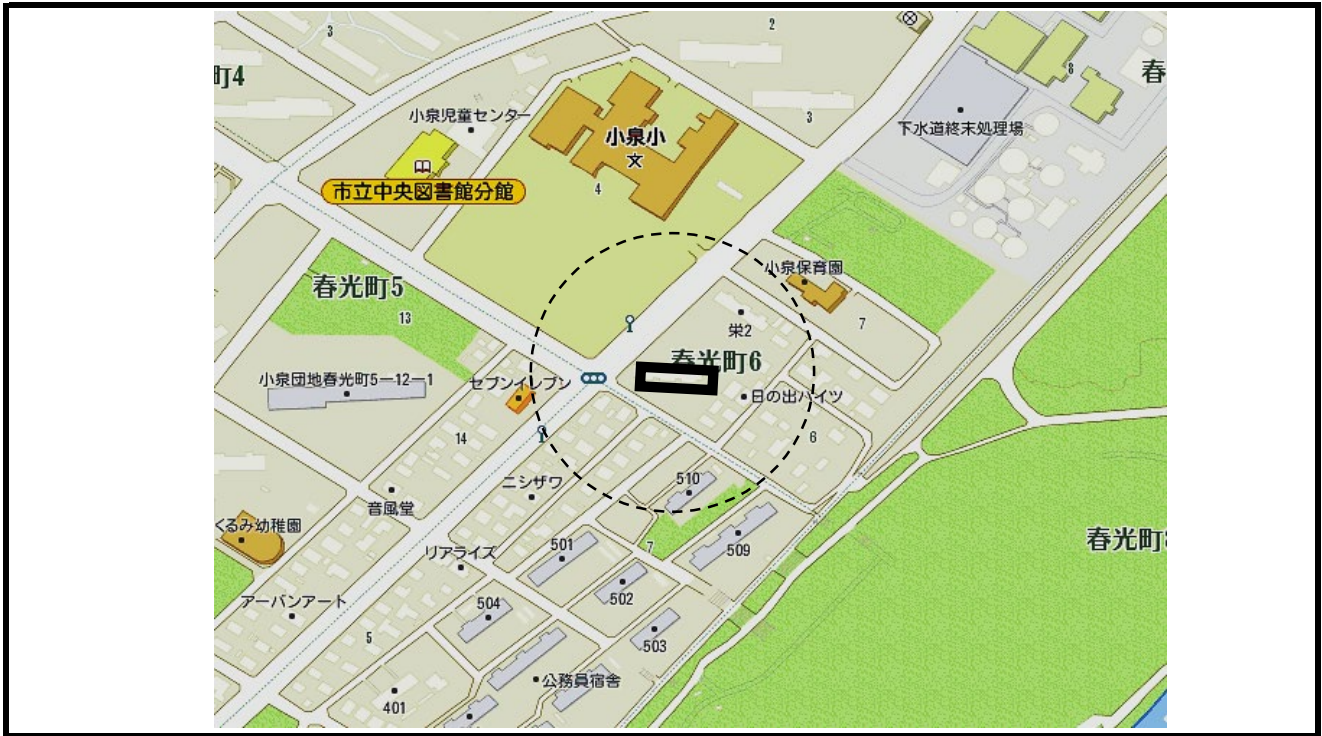 3
2
町4
8
春
小泉児童センター
3
下水道終末処理場
小泉小
文
市立中央図書館分館
4
小泉保育園
春光町5
13
7
栄2
春光町6
小泉団地春光町5-12-1
セブンイレブン
日の出ハイツ
14
6
ニシザワ
510
音風堂
くるみ幼稚園
リアライズ
501
7
509
春光町
アーバンアート
504
502
5
503
公務員宿舎
401